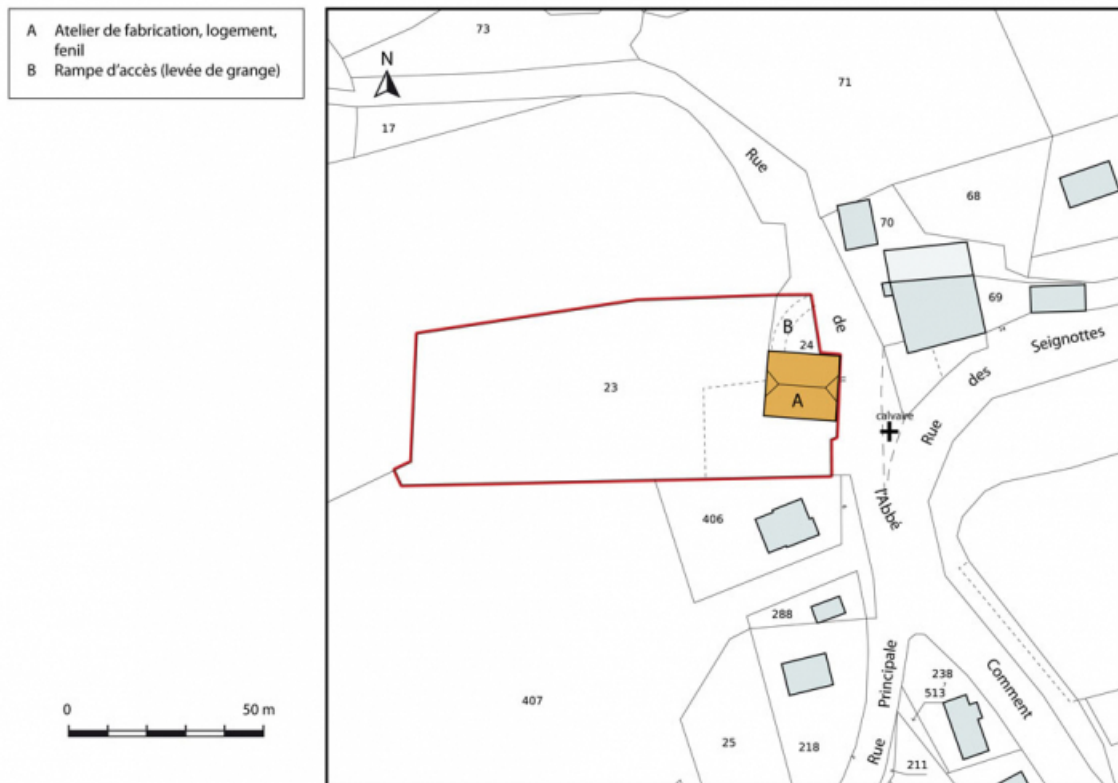 A Atelier de fabrication, logement,
fenil
B Rampe d'accès (levée de grange)
0 50 m
N
73
71
17
Rue
68
70
69
B
de
24
Seignottes
23
A
des
calvaire
Rue
l'Abbé
406
288
Principale
238
513
Comment
407
25
218
Rue
211